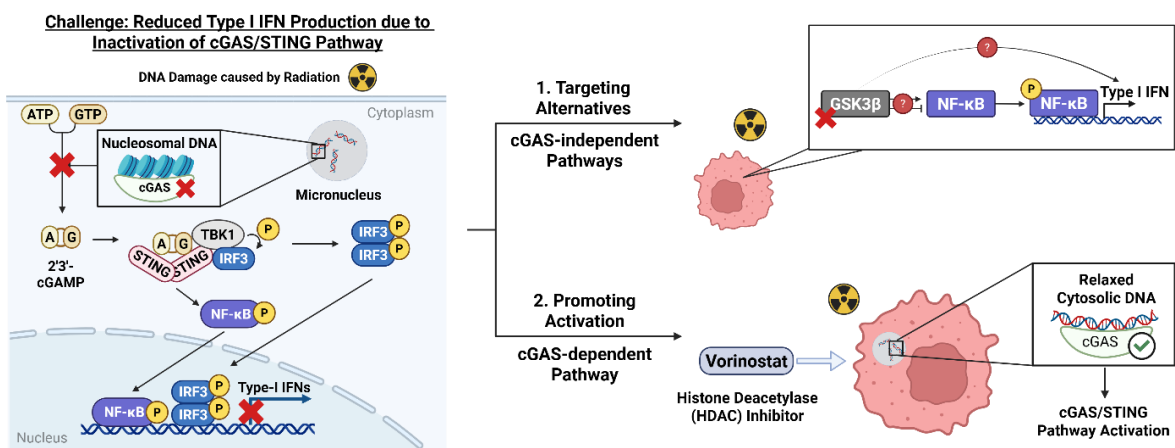 Challenge: Reduced Type I IFN Production due to
Inactivation of cGAS/STING Pathway
DNA Damage caused by Radiation
Cytoplasm
ATP
GTP
Nucleosomal DNA
cGAS
Micronucleus
A G
2'3'-
cGAMP
A G
TBK1
P
STING
STING
IRF3
IRF3 P
IRF3 P
NF-κB P
NF-κB P
IRF3 P
IRF3 P
Type-I IFNs
Nucleus
1. Targeting
Alternatives
cGAS-independent
Pathways
?
GSK3β
?
NF-κB
P
NF-κB
Type I IFN
2. Promoting
Activation
cGAS-dependent
Pathway
Vorinostat
Histone Deacetylase
(HDAC) Inhibitor
Relaxed
Cytosolic DNA
cGAS
cGAS/STING
Pathway Activation